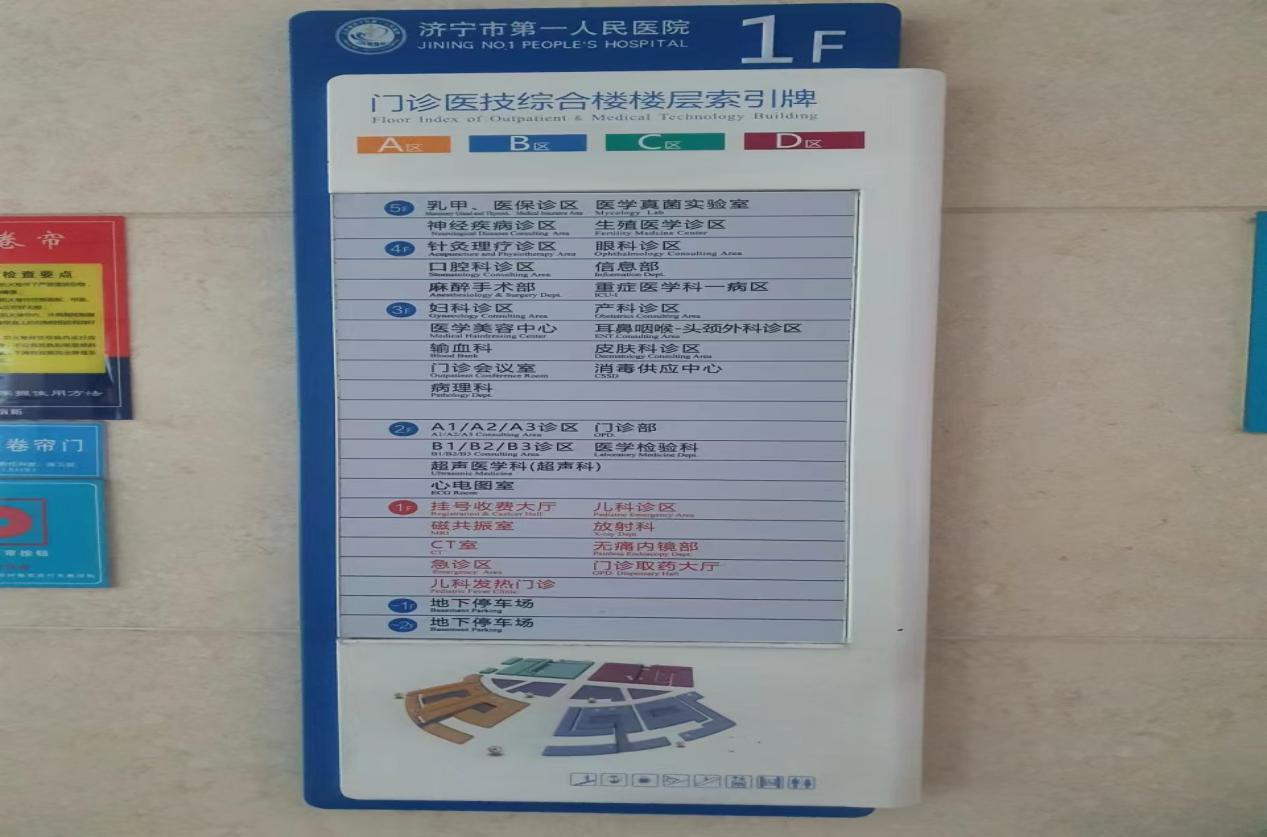 济宁市第一人民医院
JINING NO.1 PEOPLE'S HOSPITAL
1F
门诊医技综合楼楼层索引牌
Floor Index of Outpatient & Medical Technology Building
A区 B区 C区 D区
5F 乳甲、医保诊区 医学真菌实验室
Mammary Gland and Thyroid、 Medical Insurance Area Mycology Lab
神经疾病诊区 生殖医学诊区
Neurological Diseases Consulting Area Fertility Medicine Center
4F 针灸理疗诊区 眼科诊区
Acupuncture and Physiotherapy Area Ophthalmology Consulting Area
口腔科诊区 信息部
Stomatology Consulting Area Information Dept.
麻醉手术部 重症医学科一病区
Anesthesiology & Surgery Dept. ICU-I
3F 妇科诊区 产科诊区
Gynecology Consulting Area Obstetrics Consulting Area
医学美容中心 耳鼻咽喉-头颈外科诊区
Medical Hairdressing Center ENT Consulting Area
输血科 皮肤科诊区
Blood Bank Dermatology Consulting Area
门诊会议室 消毒供应中心
Outpatient Conference Room CSSD
病理科
Pathology Dept.
2F A1/A2/A3诊区 门诊部
A1/A2/A3 Consulting Area OPD.
B1/B2/B3诊区 医学检验科
B1/B2/B3 Consulting Area Laboratory Medicine Dept.
超声医学科(超声科)
Ultrasonic Medicine
心电图室
ECG Room
1F 挂号收费大厅 儿科诊区
Registration & Cashier Hall Pediatric Emergency Area
磁共振室 放射科
MRI X-ray Dept
CT室 无痛内镜部
CT Painless Endoscopy Dept.
急诊区 门诊取药大厅
Emergency Area OPD. Dispensary Hall
儿科发热门诊
Pediatric Fever Clinic
-1F 地下停车场
Basement Parking
-2F 地下停车场
Basement Parking
卷帘
检查要点
使用方法
卷帘门